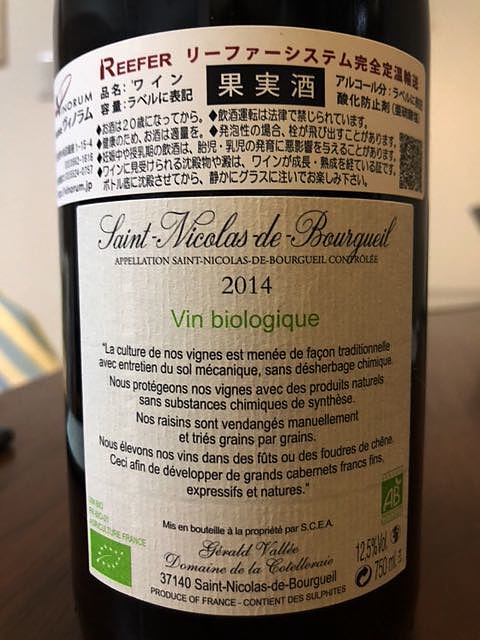 REEFER リーファーシステム完全定温輸送
NORUM
品名:ワイン
容量:ラベルに表記
果実酒
アルコール分:ラベルに表記
酸化防止剤(亜硫酸塩)
◆お酒は20歳になってから。◆飲酒運転は法律で禁じられています。
◆健康のため、お酒は適量を。◆発泡性の場合、栓が飛び出すことがあります。
◆妊娠中や授乳期の飲酒は、胎児・乳児の発育に悪影響を与えることがあります。
◆ワインに見受けられる沈殿物や澱は、ワインが成長・熟成を経ている証です。
ボトル底に沈殿させてから、静かにグラスに注いでお楽しみ下さい。
Saint-Nicolas-de-Bourgueil
APPELLATION SAINT-NICOLAS-DE-BOURGUEIL CONTRÔLÉE
2014
Vin biologique
"La culture de nos vignes est menée de façon traditionnelle
avec entretien du sol mécanique, sans désherbage chimique.
Nous protégeons nos vignes avec des produits naturels
sans substances chimiques de synthèse.
Nos raisins sont vendangés manuellement
et triés grains par grains.
Nous élevons nos vins dans des fûts ou des foudres de chêne.
Ceci afin de développer de grands cabernets francs fins,
expressifs et natures."
AB
AGRICULTURE FRANCE
Mis en bouteille à la propriété par S.C.E.A.
Gérald Vallée
Domaine de la Cotelleraie
37140 Saint-Nicolas-de-Bourgueil
PRODUCE OF FRANCE - CONTIENT DES SULPHITES
12,5%Vol.
750 ml